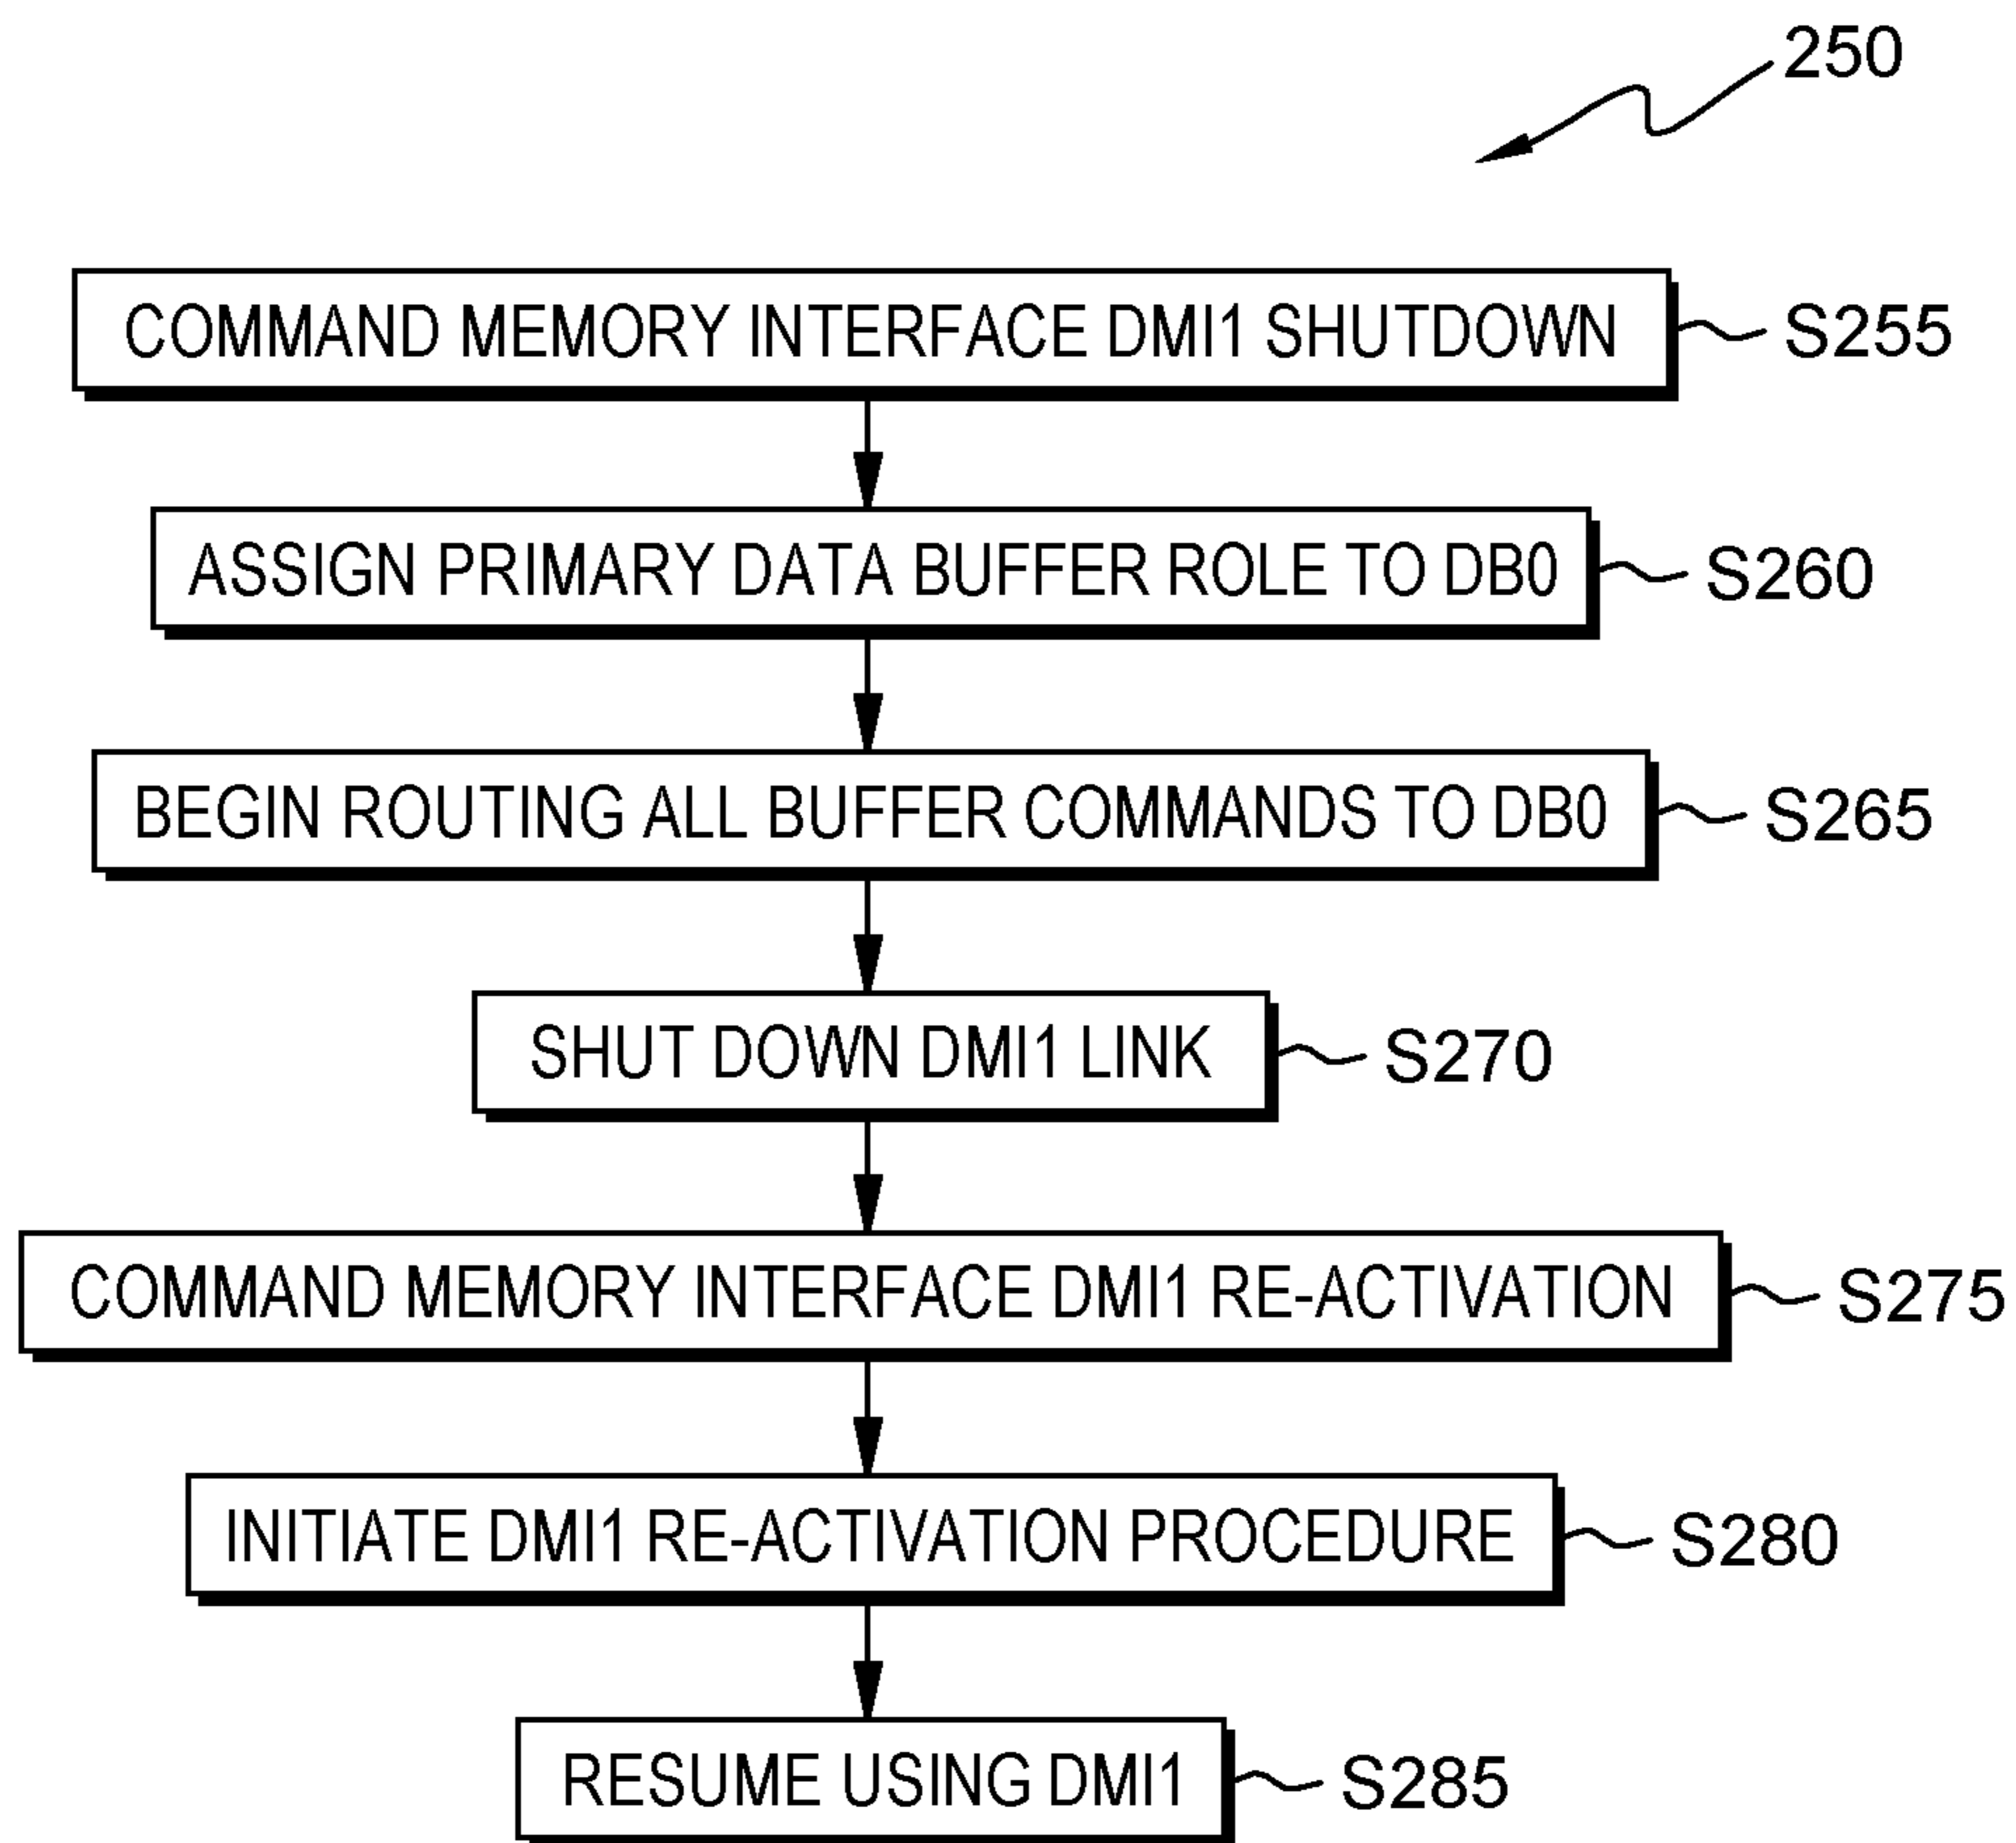 250
COMMAND MEMORY INTERFACE DMI1 SHUTDOWN
S255
ASSIGN PRIMARY DATA BUFFER ROLE TO DB0
S260
BEGIN ROUTING ALL BUFFER COMMANDS TO DB0
S265
SHUT DOWN DMI1 LINK
S270
COMMAND MEMORY INTERFACE DMI1 RE-ACTIVATION
S275
INITIATE DMI1 RE-ACTIVATION PROCEDURE
S280
RESUME USING DMI1
S285